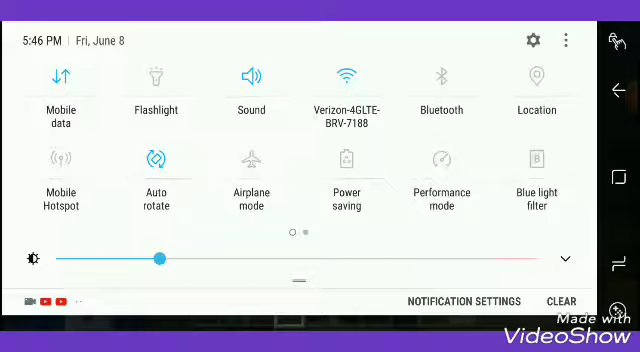 5:46 PM | Fri, June 8
Mobile data
Flashlight
Sound
Verizon-4GLTE-BRV-7188
Bluetooth
Location
Mobile Hotspot
Auto rotate
Airplane mode
Power saving
Performance mode
B
Blue light filter
NOTIFICATION SETTINGS
CLEAR
Made with
VideoShow